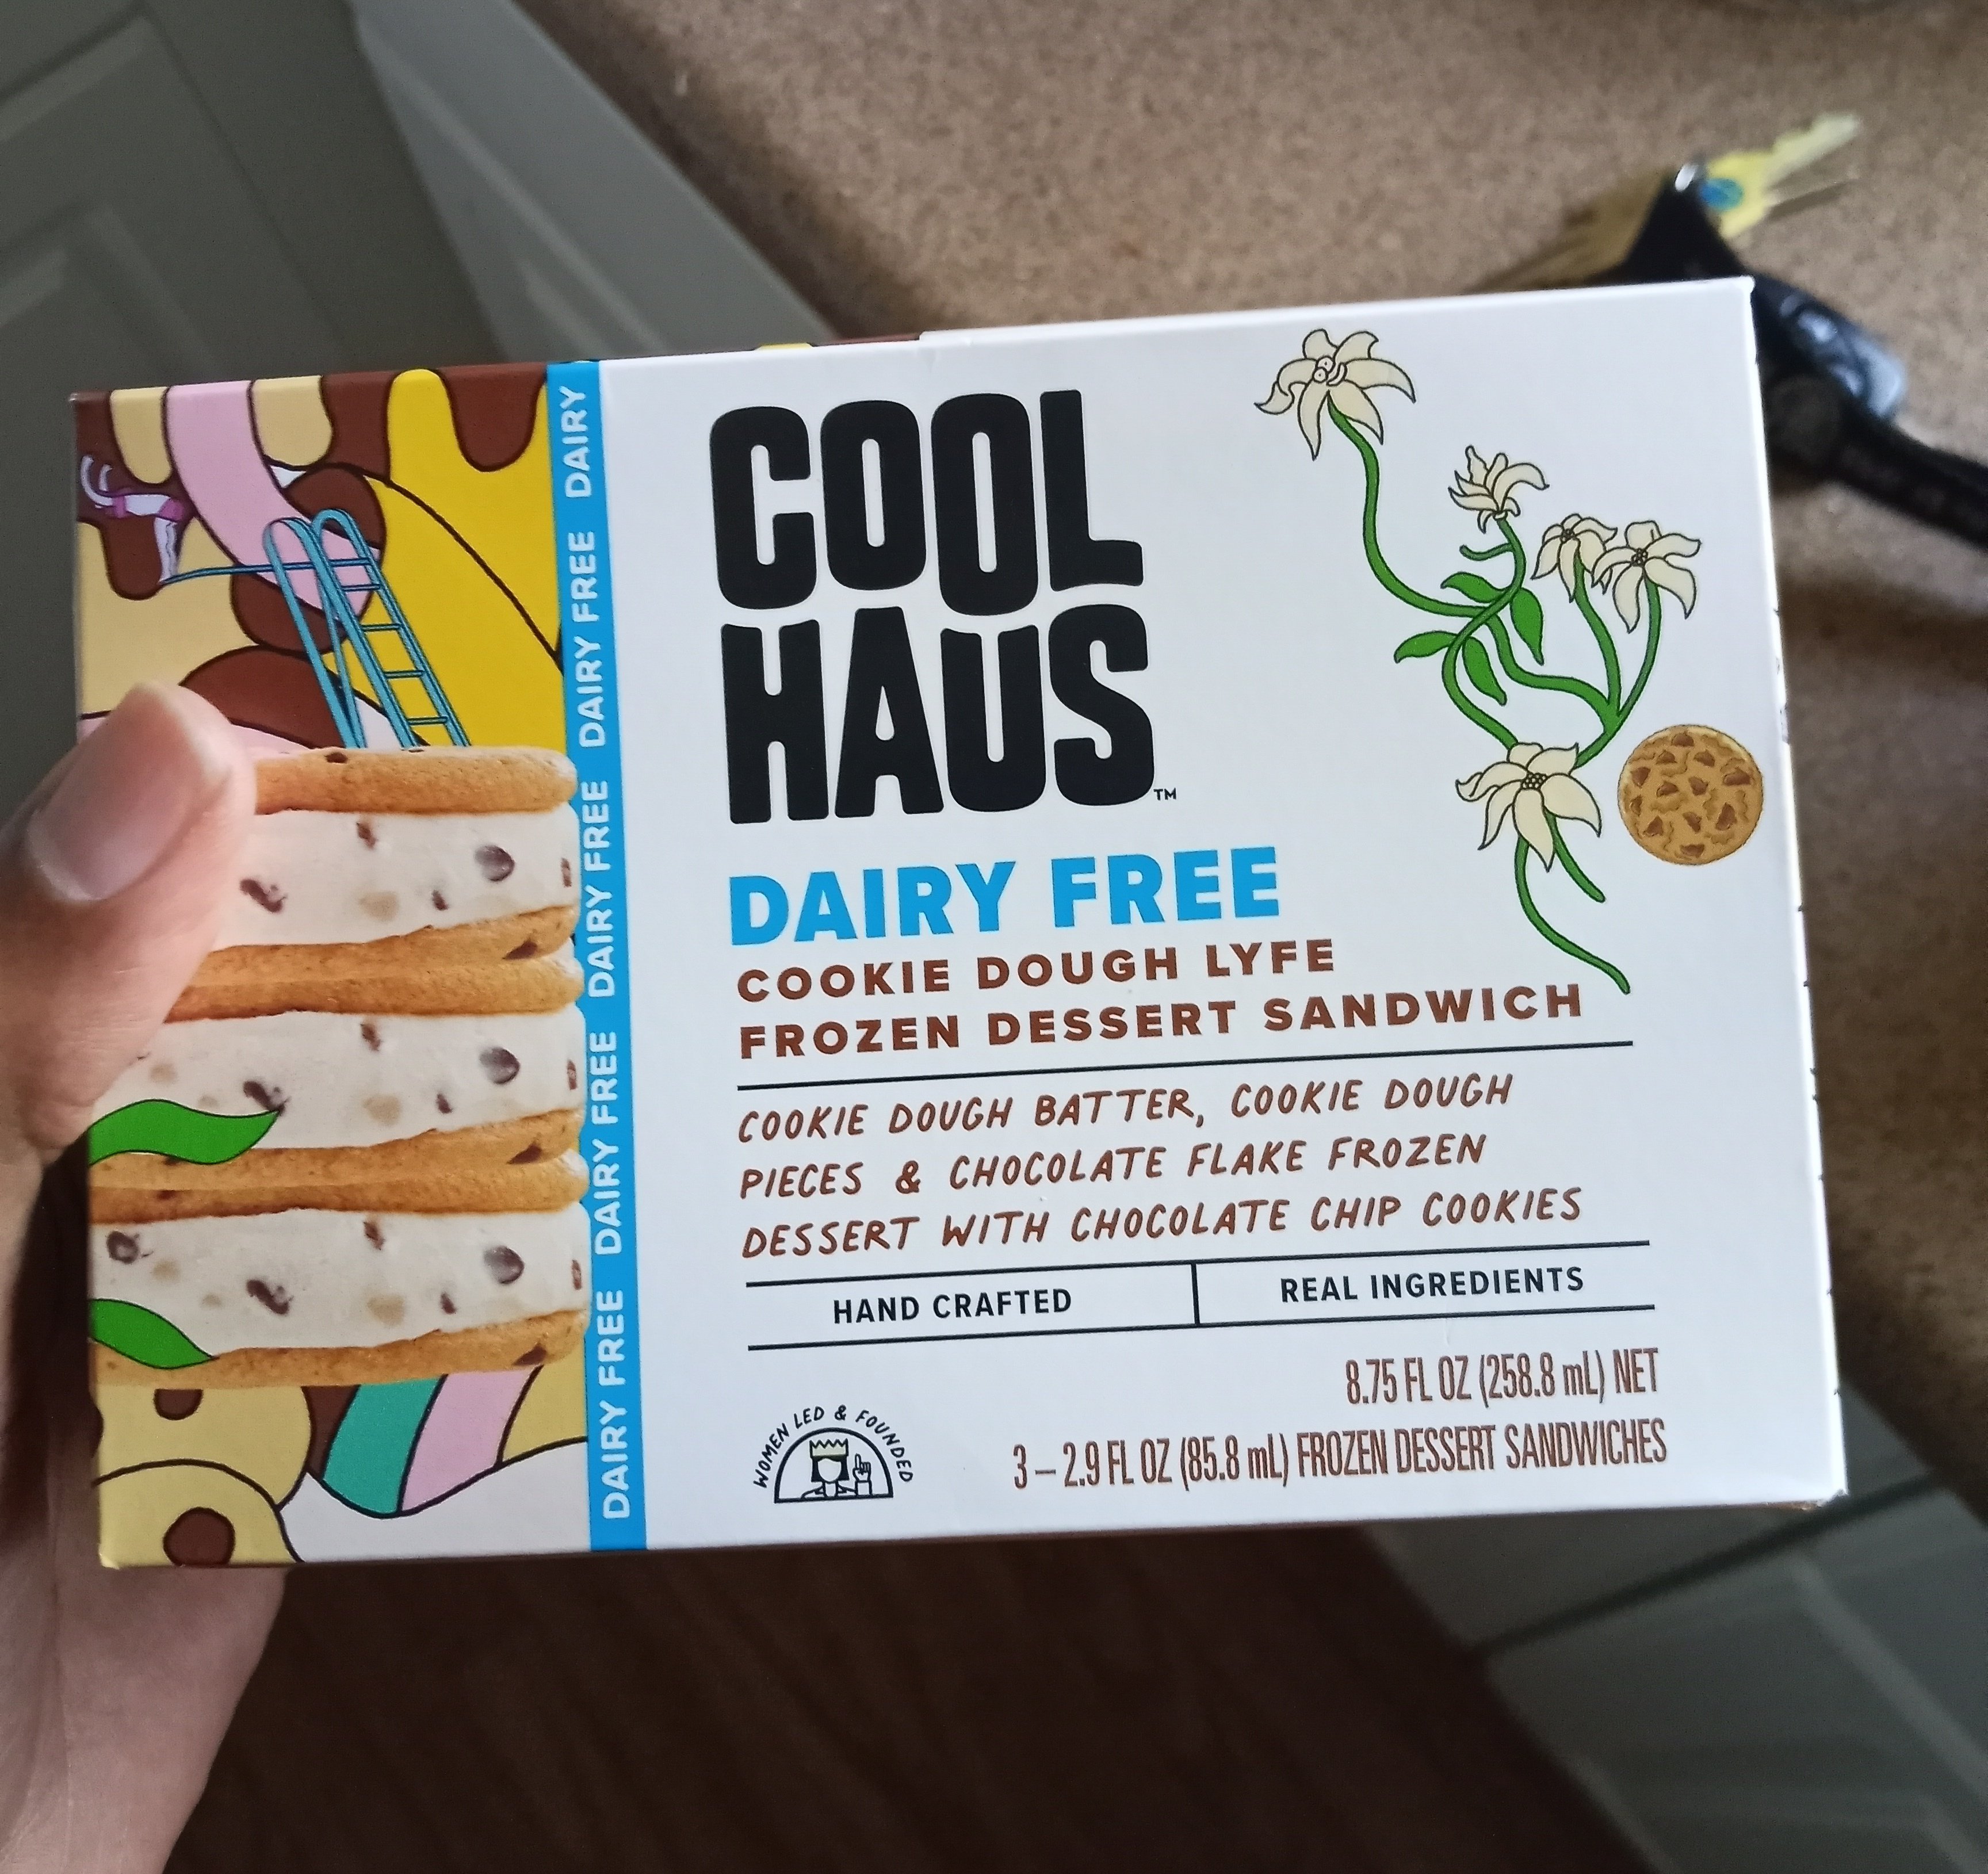 DAIRY FREE DAIRY FREE DAIRY FREE DAIRY FREE DAIRY
COOL
HAUS™
DAIRY FREE
COOKIE DOUGH LYFE
FROZEN DESSERT SANDWICH
COOKIE DOUGH BATTER, COOKIE DOUGH
PIECES & CHOCOLATE FLAKE FROZEN
DESSERT WITH CHOCOLATE CHIP COOKIES
HAND CRAFTED
REAL INGREDIENTS
8.75 FL OZ (258.8 mL) NET
WOMEN LED & FOUNDED
3 – 2.9 FL OZ (85.8 mL) FROZEN DESSERT SANDWICHES